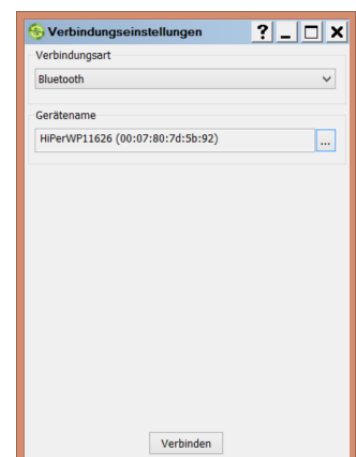 Verbindungseinstellungen
Verbindungsart
Bluetooth
Gerätename
HiPerWP11626 (00:07:80:7d:5b:92)
...
Verbinden